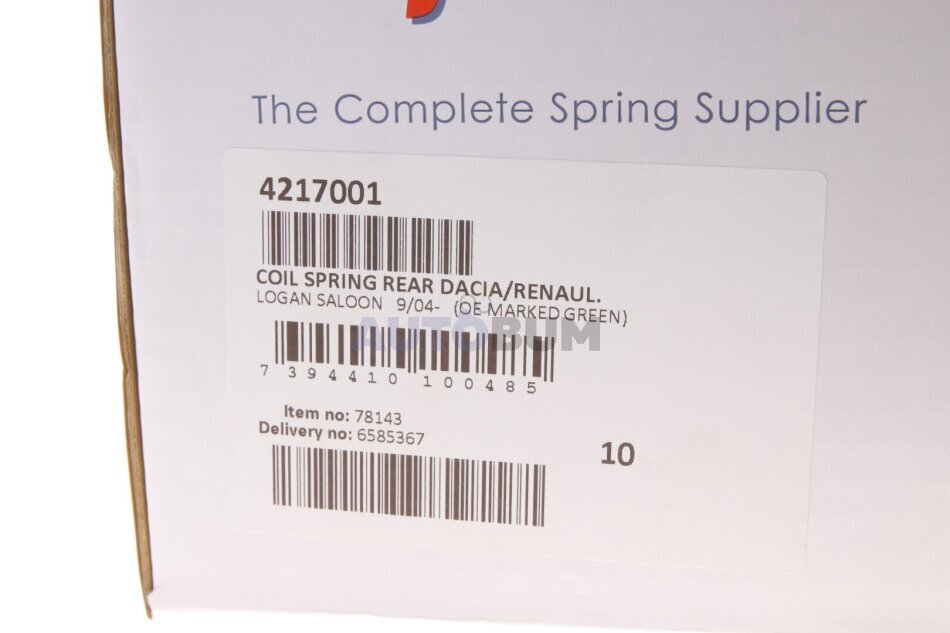 The Complete Spring Supplier
4217001
COIL SPRING REAR DACIA/RENAUL.
LOGAN SALOON 9/04- (OE MARKED GREEN)
AUTOBUM
7 394410 100485
Item no: 78143
Delivery no: 6585367
10